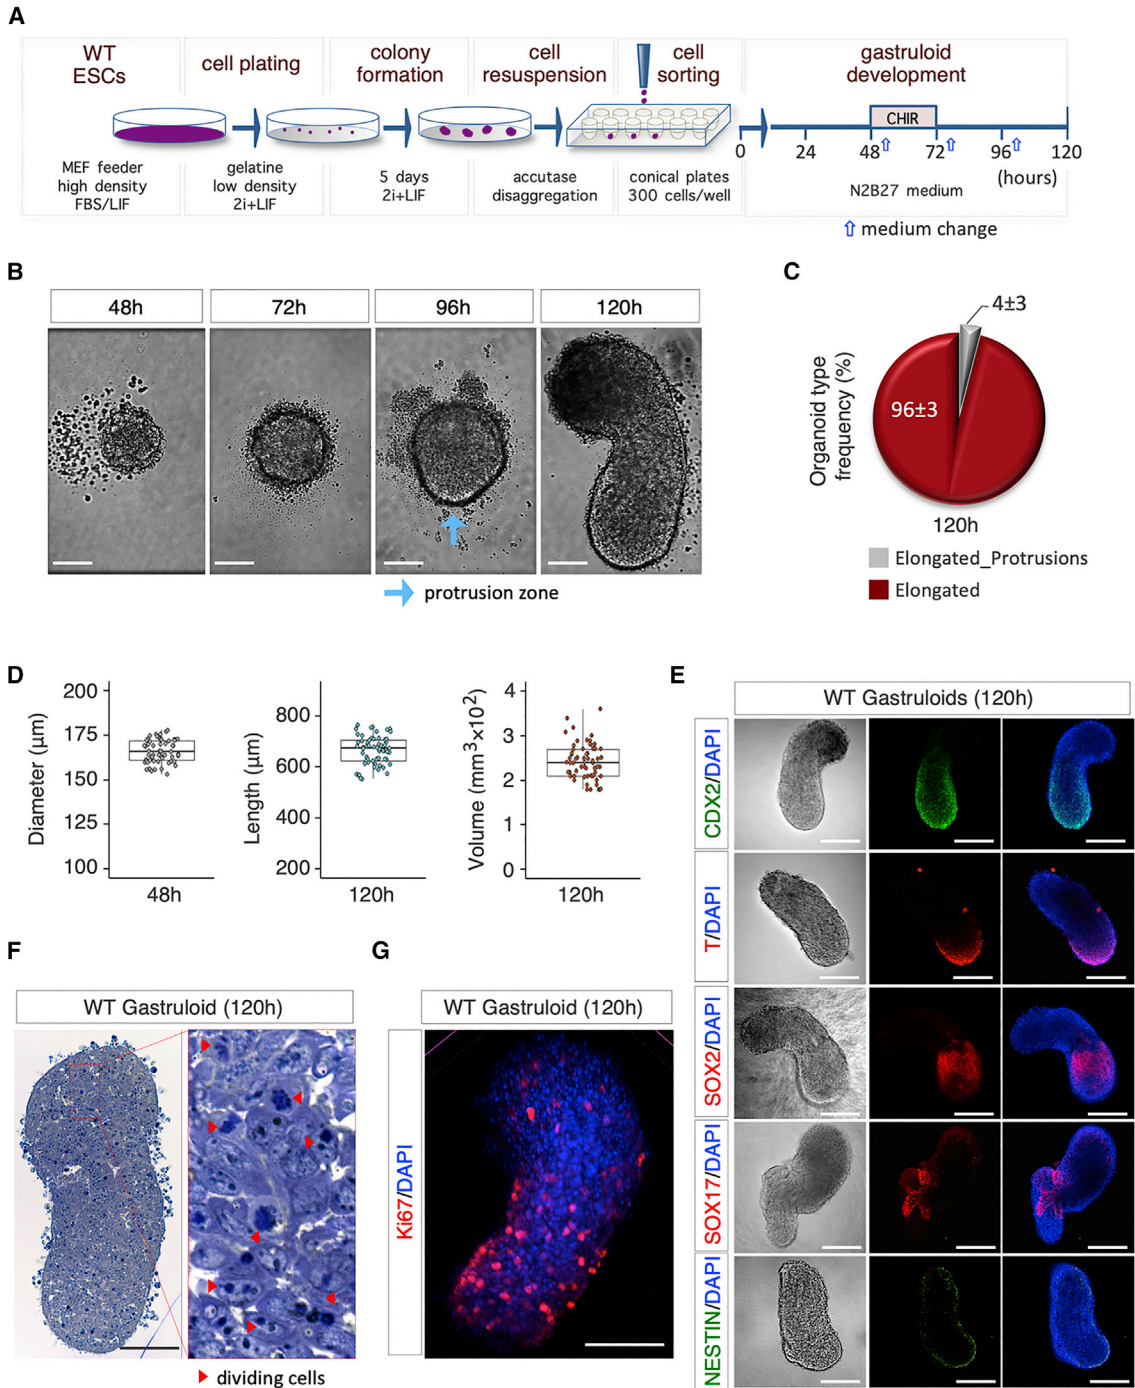 A
WT
ESCs
cell plating
colony
formation
cell
resuspension
cell
sorting
gastruloid
development
CHIR
0
24
48
72
96
120
(hours)
MEF feeder
high density
FBS/LIF
gelatine
low density
2i+LIF
5 days
2i+LIF
accutase
disaggregation
conical plates
300 cells/well
N2B27 medium
medium change
B
48h
72h
96h
120h
protrusion zone
C
4±3
96±3
Organoid type
frequency (%)
120h
Elongated_Protrusions
Elongated
D
Diameter (µm)
200
175
150
125
100
48h
Length (µm)
800
600
400
200
120h
Volume (mm³×10²)
4
3
2
1
0
120h
E
WT Gastruloids (120h)
CDX2/DAPI
T/DAPI
SOX2/DAPI
SOX17/DAPI
NESTIN/DAPI
F
WT Gastruloid (120h)
dividing cells
G
WT Gastruloid (120h)
Ki67/DAPI